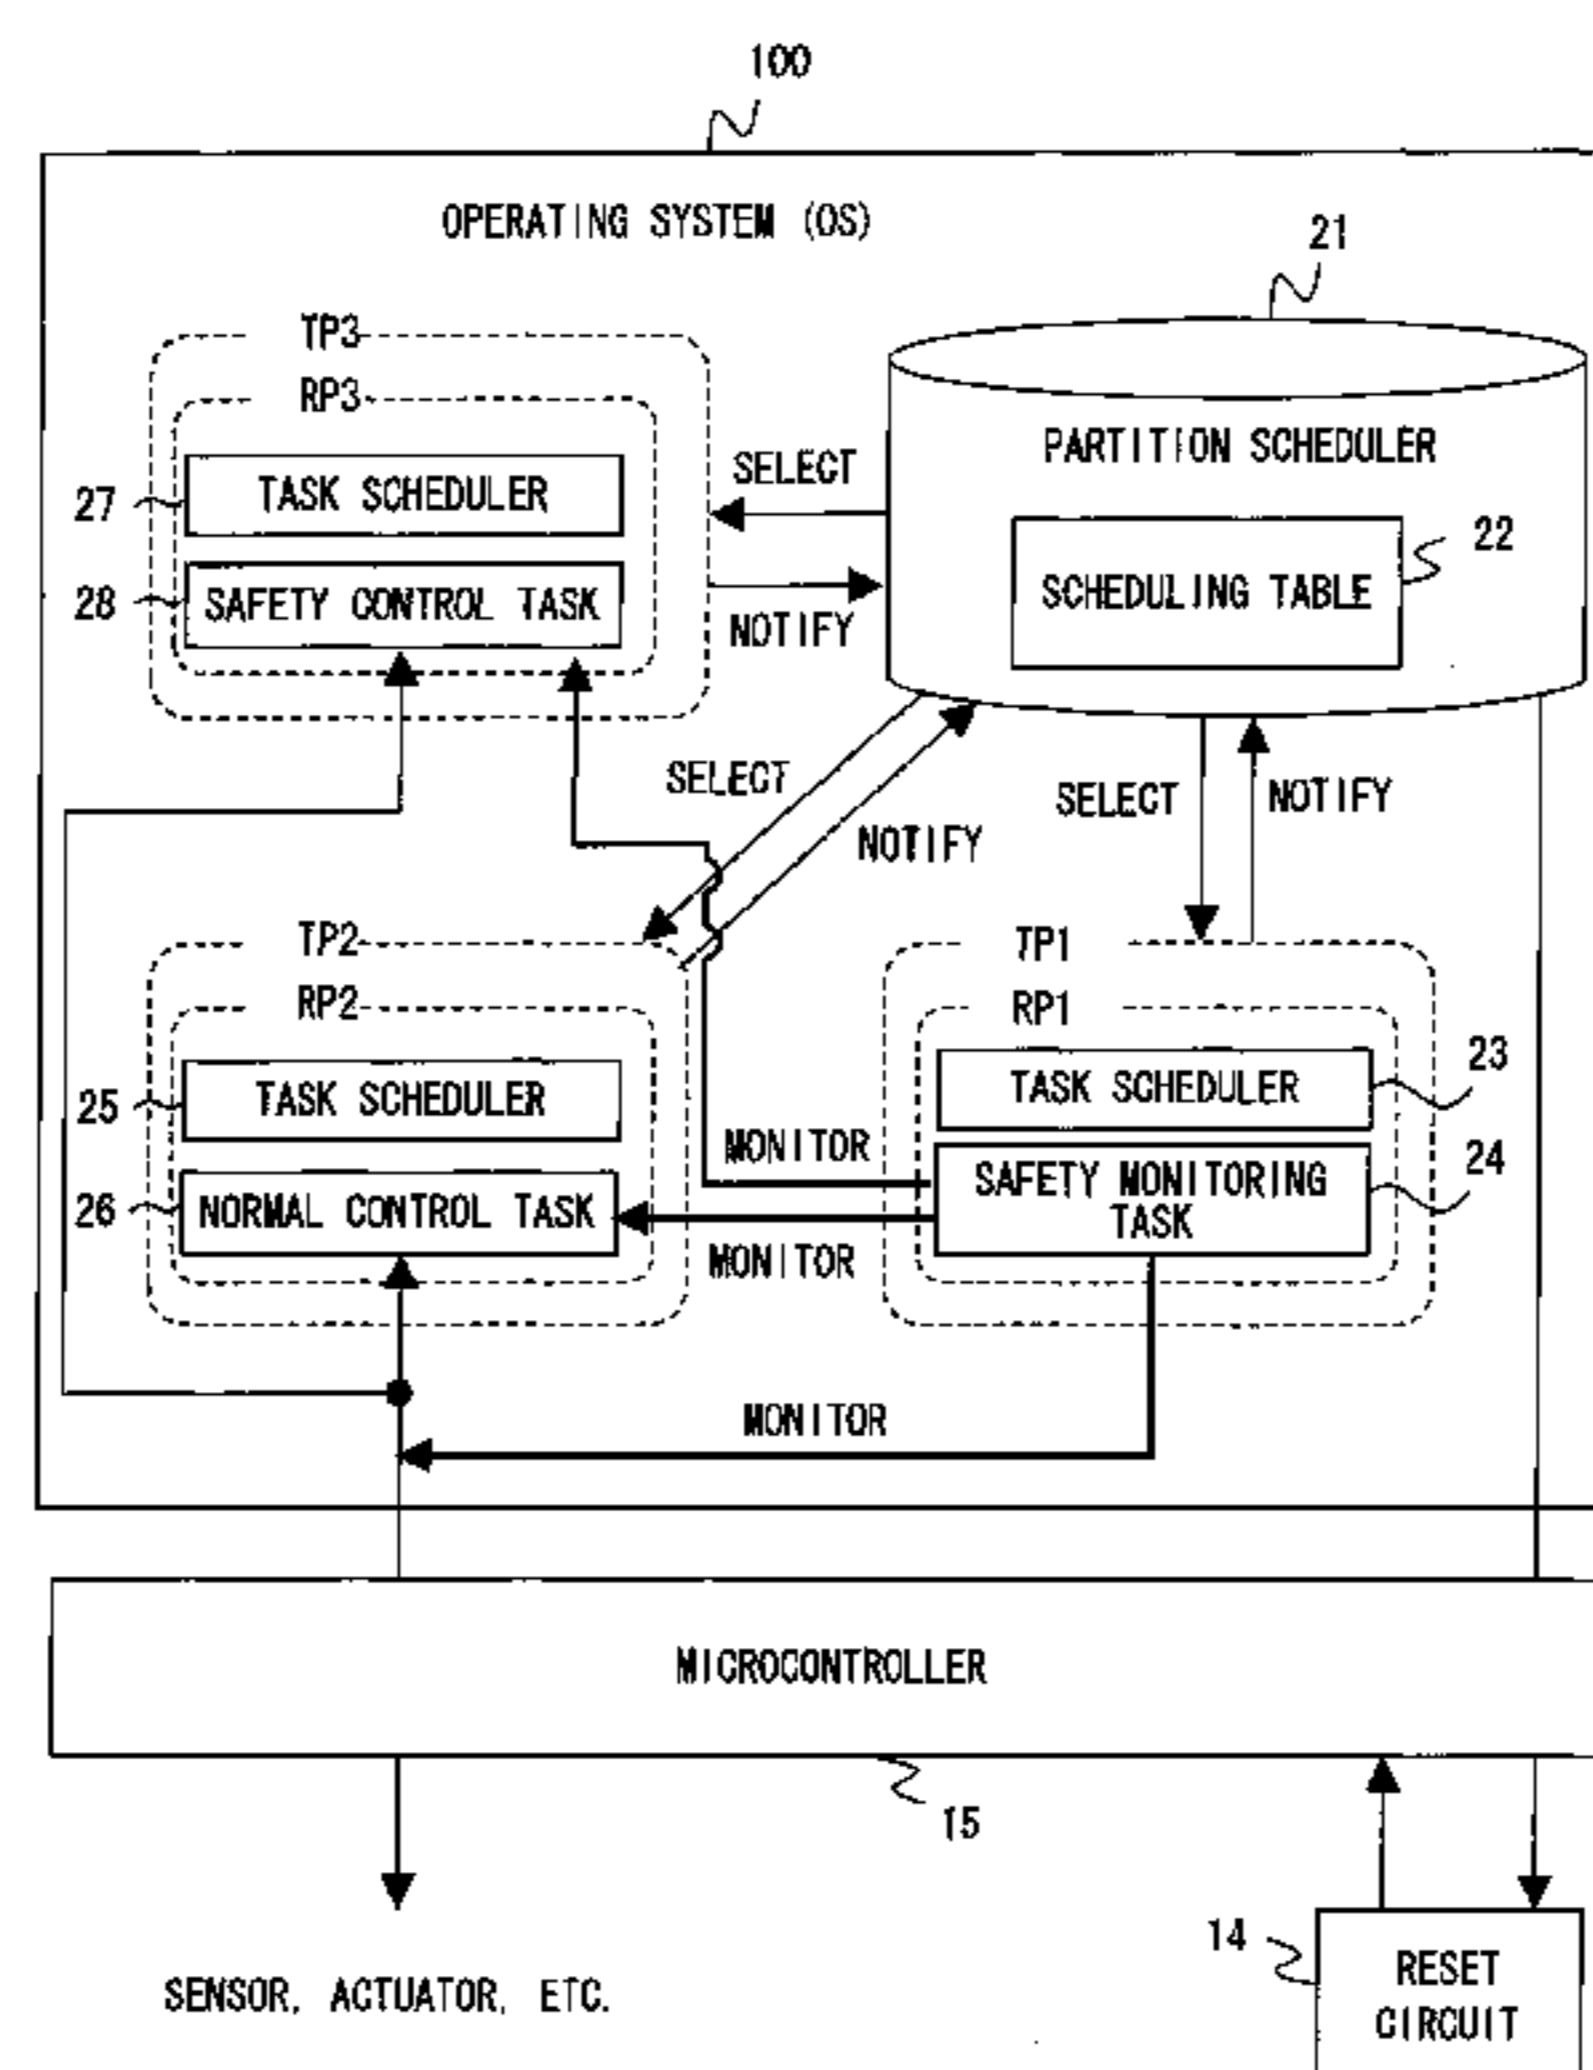 100
OPERATING SYSTEM (OS)
21
TP3
RP3
PARTITION SCHEDULER
SELECT
27
TASK SCHEDULER
22
SCHEDULING TABLE
28
SAFETY CONTROL TASK
NOTIFY
SELECT
NOTIFY
SELECT
NOTIFY
TP2
TP1
RP2
RP1
23
TASK SCHEDULER
25
TASK SCHEDULER
MONITOR
24
SAFETY MONITORING
TASK
26
NORMAL CONTROL TASK
MONITOR
MONITOR
MICROCONTROLLER
15
14
RESET
CIRCUIT
SENSOR, ACTUATOR, ETC.